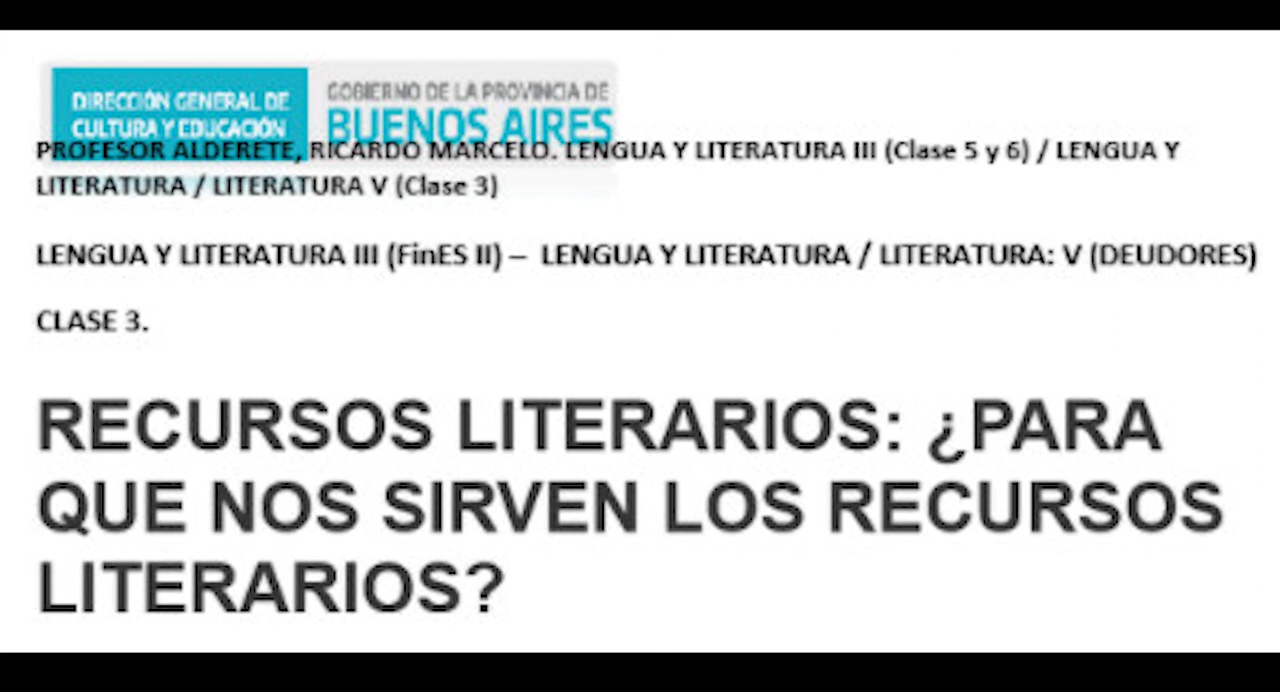 DIRECCIÓN GENERAL DE
CULTURA Y EDUCACIÓN
GOBIERNO DE LA PROVINCIA DE
BUENOS AIRES
PROFESOR ALDERETE, RICARDO MARCELO. LENGUA Y LITERATURA III (Clase 5 y 6) / LENGUA Y
LITERATURA / LITERATURA V (Clase 3)
LENGUA Y LITERATURA III (FinES II) – LENGUA Y LITERATURA / LITERATURA: V (DEUDORES)
CLASE 3.
RECURSOS LITERARIOS: ¿PARA
QUE NOS SIRVEN LOS RECURSOS
LITERARIOS?